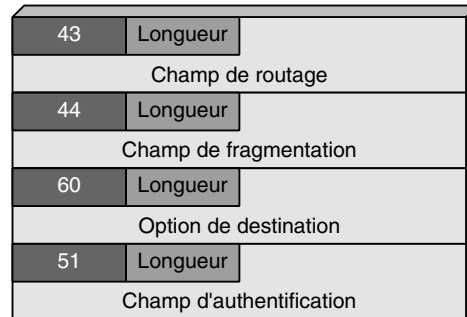 43 Longueur
Champ de routage
44 Longueur
Champ de fragmentation
60 Longueur
Option de destination
51 Longueur
Champ d'authentification